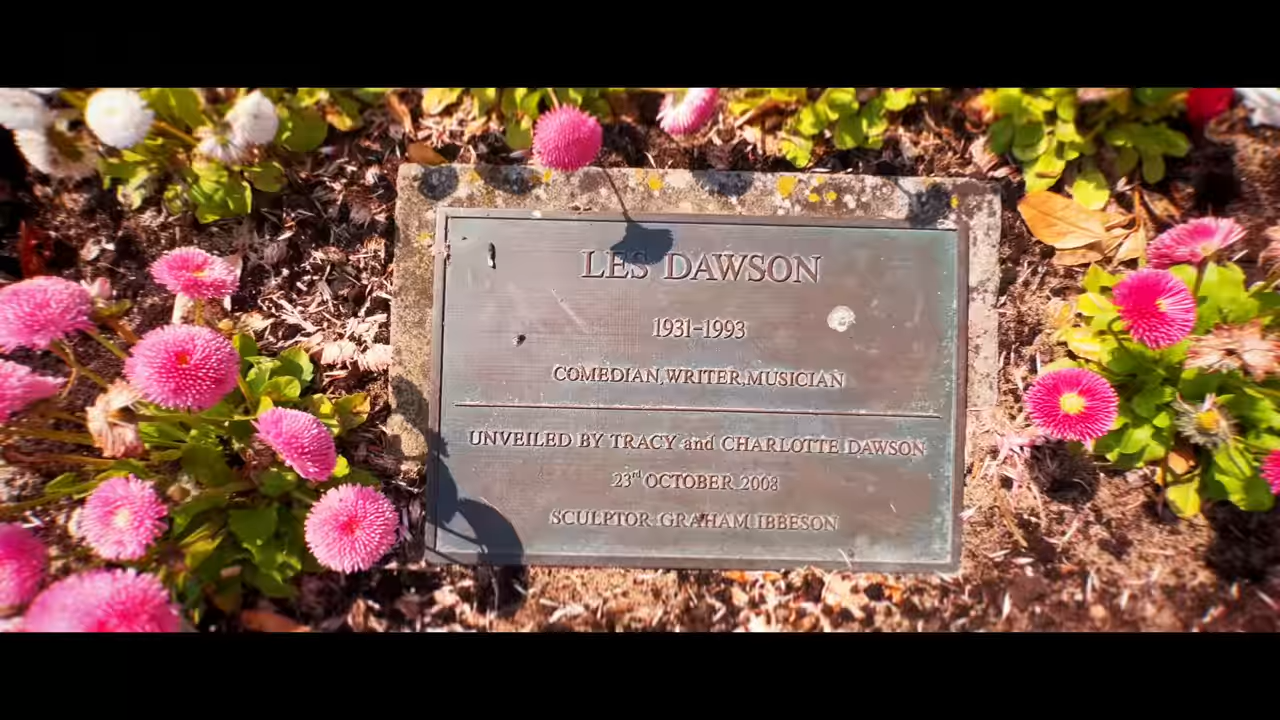 LES DAWSON
1931-1993
COMEDIAN,WRITER,MUSICIAN
UNVEILED BY TRACY and CHARLOTTE DAWSON
23rd OCTOBER 2008
SCULPTOR GRAHAM IBBESON